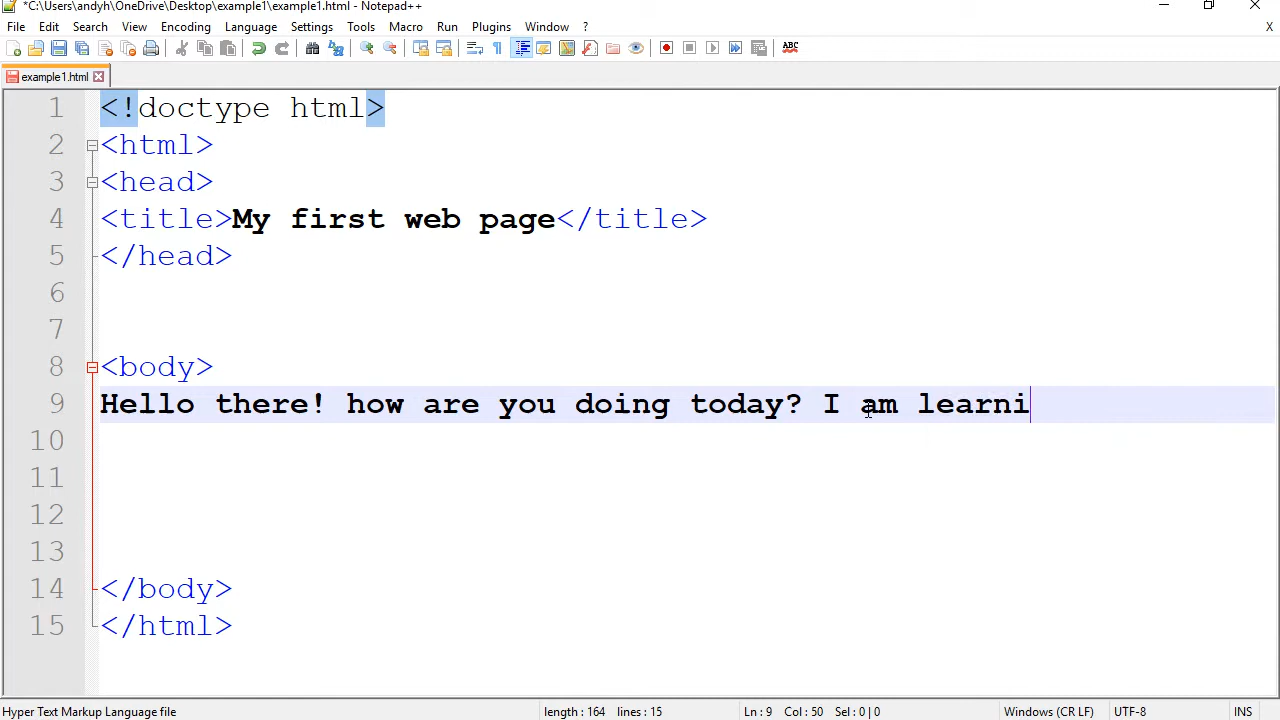 *C:\Users\andyh\OneDrive\Desktop\example1\example1.html - Notepad++
File Edit Search View Encoding Language Settings Tools Macro Run Plugins Window ? X
ABC
example1.html
1 <!doctype html>
2 <html>
3 <head>
4 <title>My first web page</title>
5 </head>
6
7
8 <body>
9 Hello there! how are you doing today? I am learni
10
11
12
13
14 </body>
15 </html>
Hyper Text Markup Language file length : 164 lines : 15 Ln : 9 Col : 50 Sel : 0 | 0 Windows (CR LF) UTF-8 INS